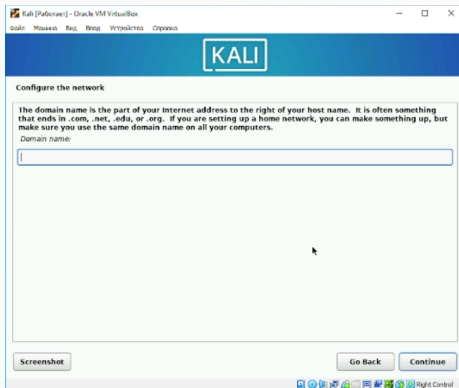 Kali [Работает] - Oracle VM VirtualBox
Файл Машина Вид Ввод Устройства Справка
KALI
Configure the network
The domain name is the part of your Internet address to the right of your host name. It is often something
that ends in .com, .net, .edu, or .org. If you are setting up a home network, you can make something up, but
make sure you use the same domain name on all your computers.
Domain name:
Screenshot
Go Back
Continue
Right Control